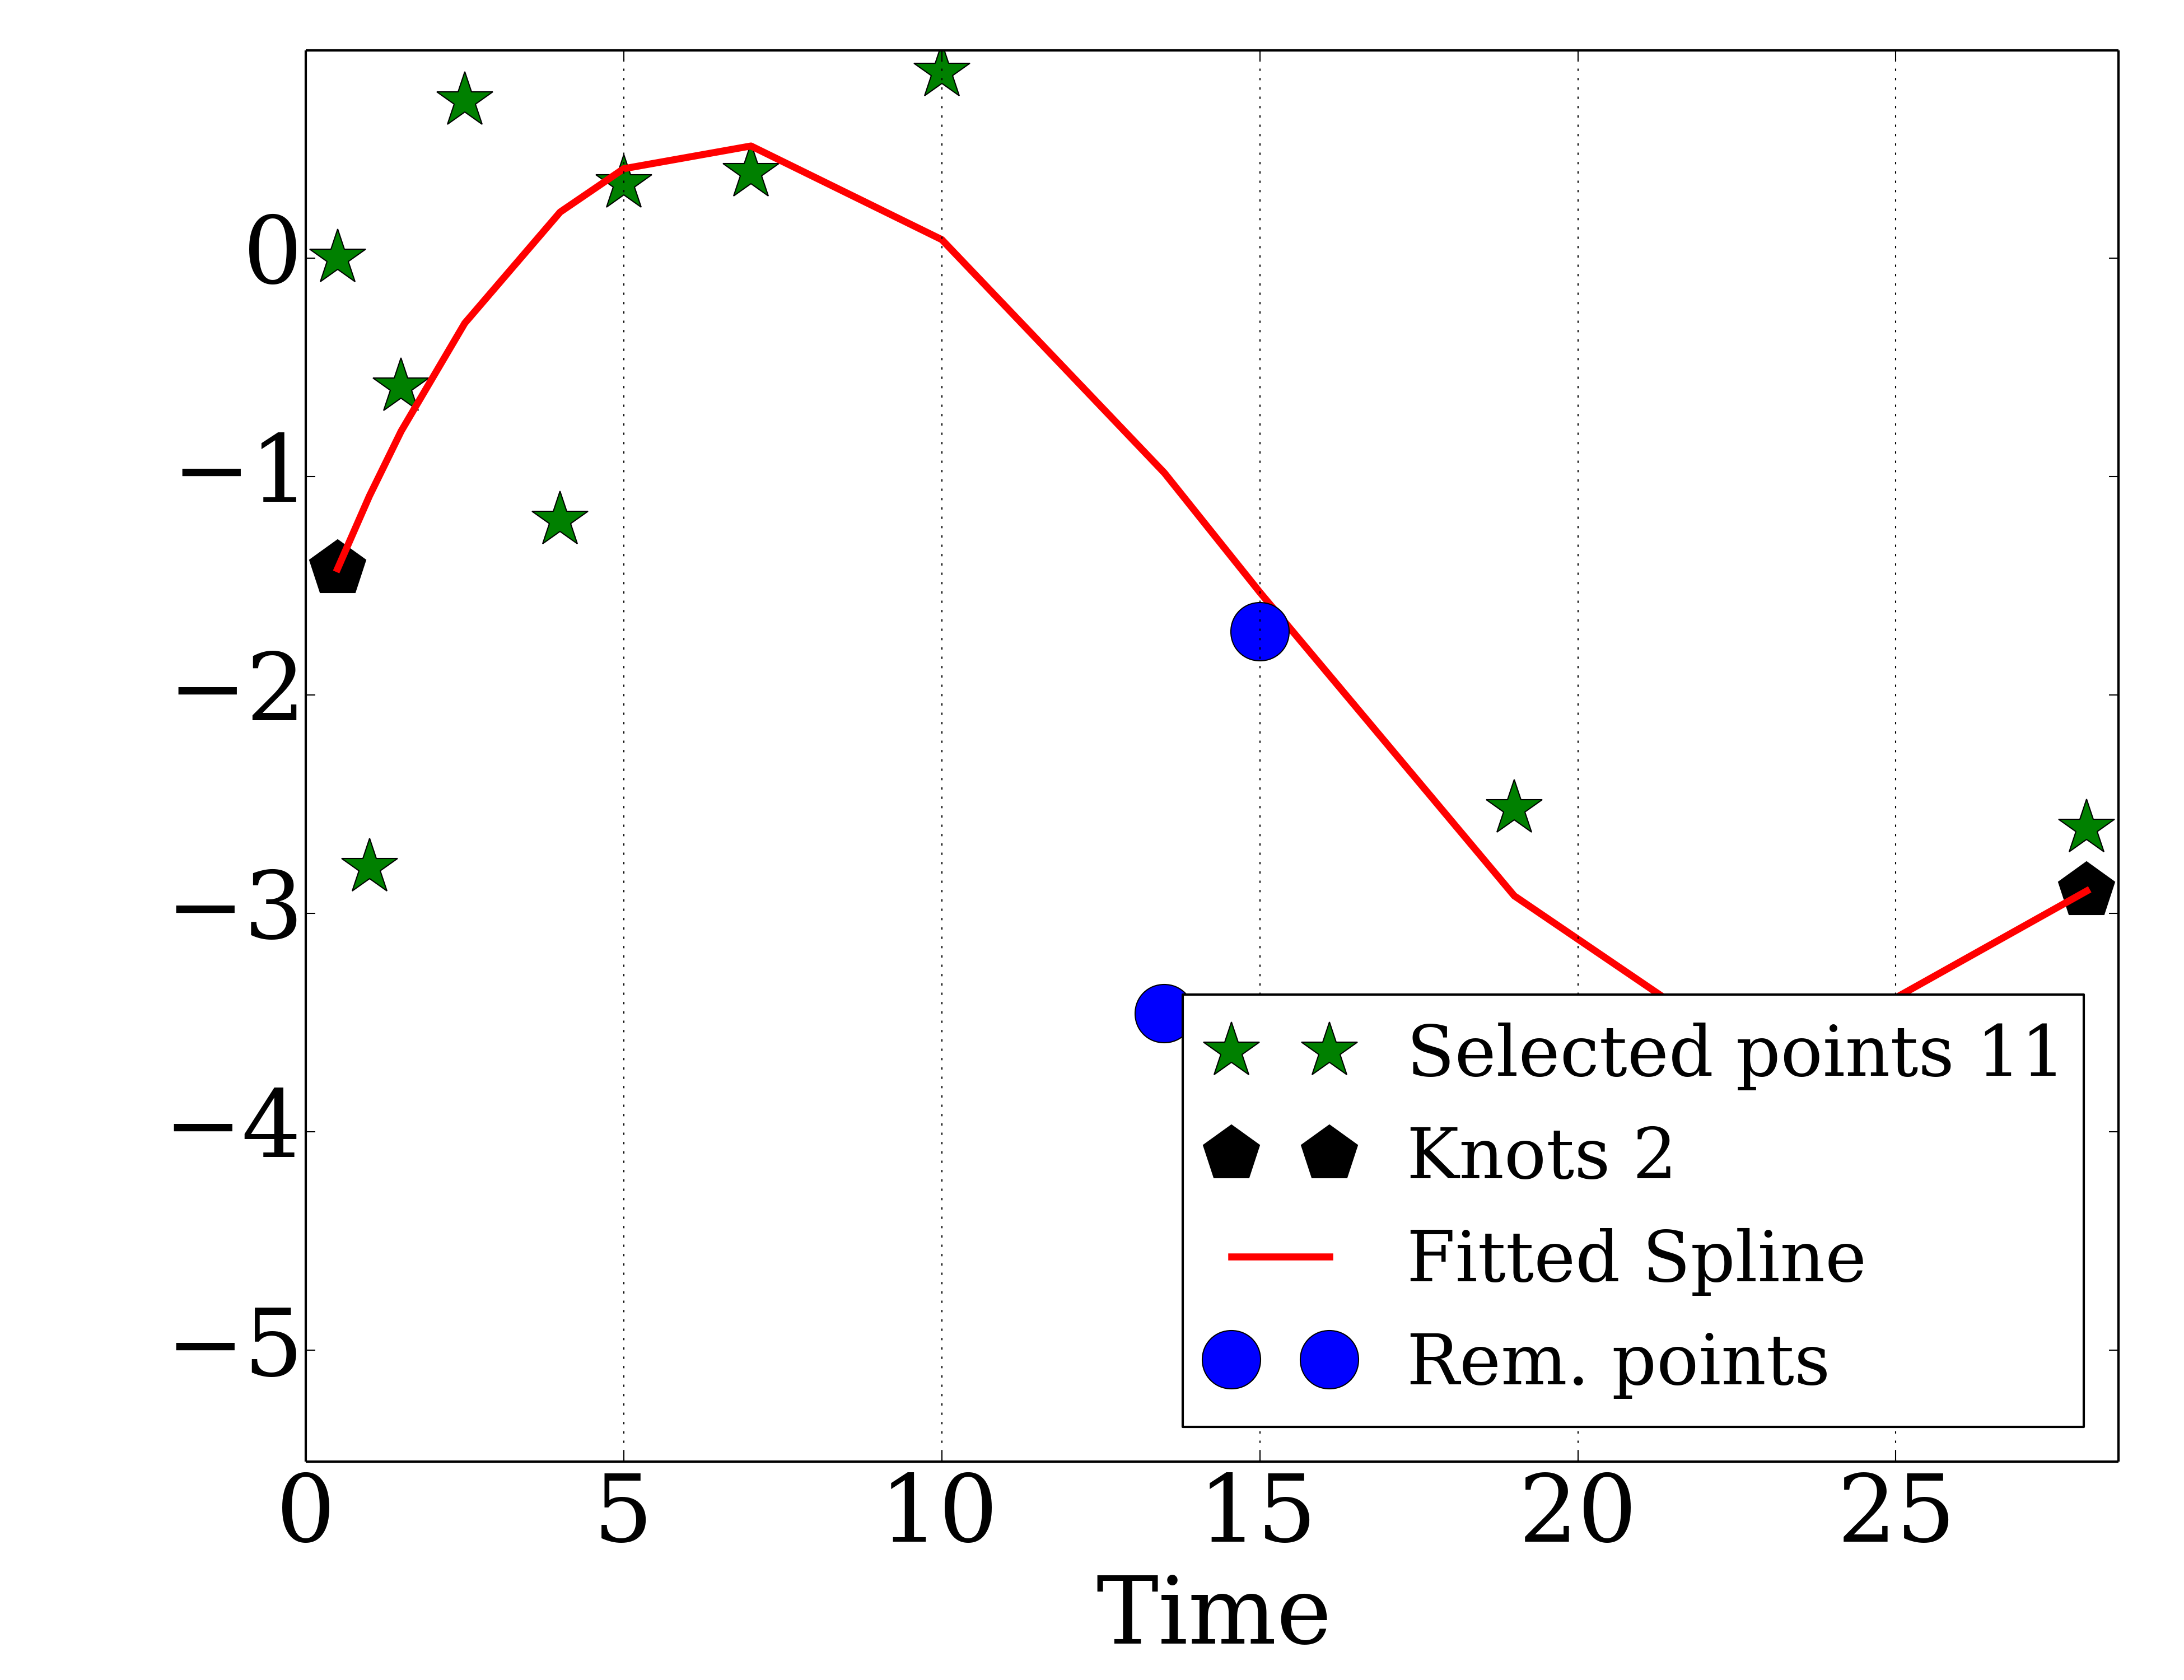 0
−1
−2
−3
−4
−5
Selected points 11
Knots 2
Fitted Spline
Rem. points
0 5 10 15 20 25
Time